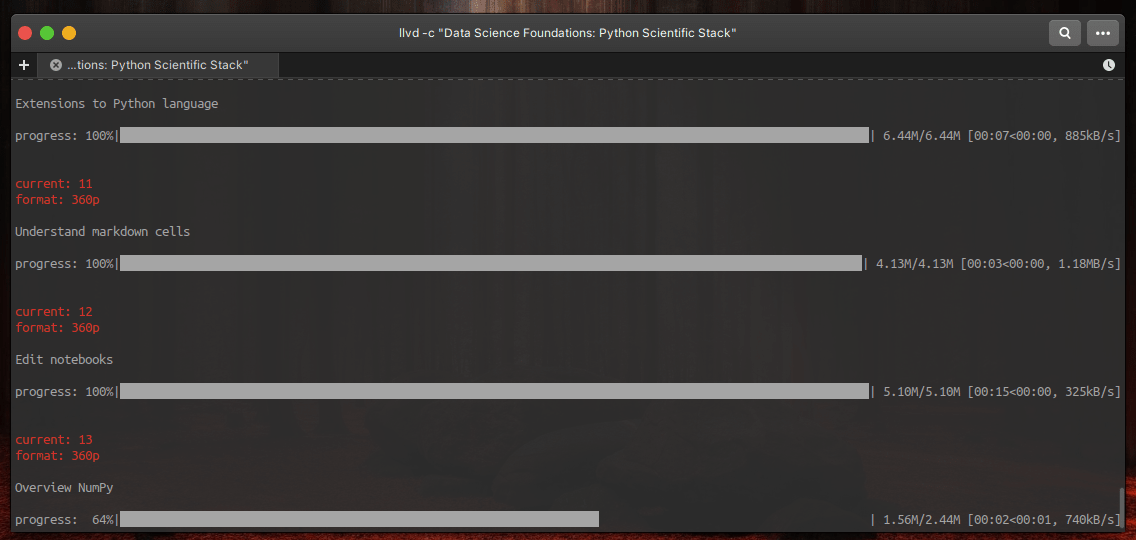 llvd -c "Data Science Foundations: Python Scientific Stack"
...tions: Python Scientific Stack"
Extensions to Python language
progress: 100%| | 6.44M/6.44M [00:07<00:00, 885kB/s]
current: 11
format: 360p
Understand markdown cells
progress: 100%| | 4.13M/4.13M [00:03<00:00, 1.18MB/s]
current: 12
format: 360p
Edit notebooks
progress: 100%| | 5.10M/5.10M [00:15<00:00, 325kB/s]
current: 13
format: 360p
Overview NumPy
progress:  64%| | 1.56M/2.44M [00:02<00:01, 740kB/s]